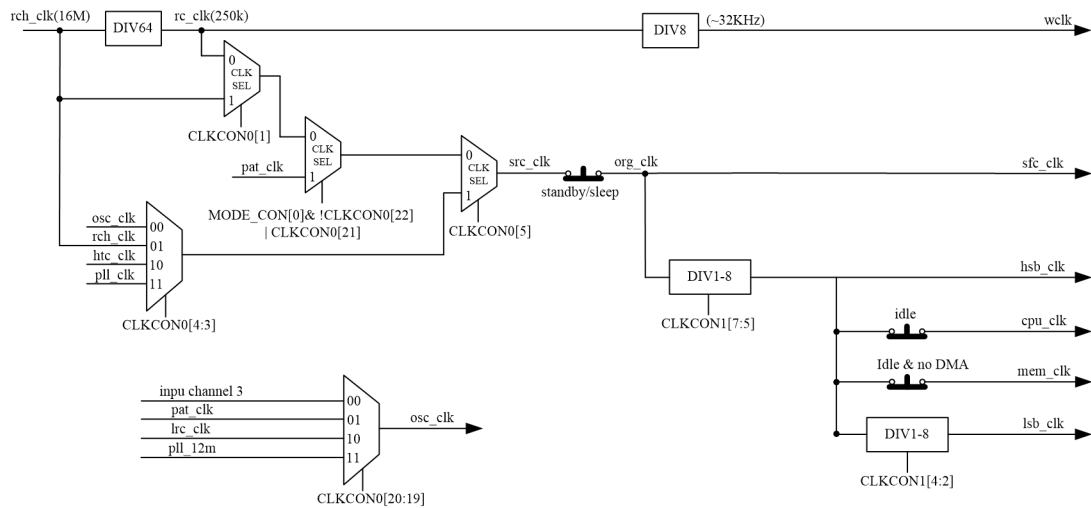 rch_clk(16M)
DIV64
rc_clk(250k)
DIV8
(~32KHz)
wclk
0
CLK
SEL
1
CLKCON0[1]
0
CLK
SEL
1
pat_clk
MODE_CON[0]& !CLKCON0[22]
| CLKCON0[21]
0
CLK
SEL
1
CLKCON0[5]
src_clk
standby/sleep
org_clk
sfc_clk
osc_clk
rch_clk
htc_clk
pll_clk
00
01
10
11
CLKCON0[4:3]
DIV1-8
CLKCON1[7:5]
hsb_clk
idle
cpu_clk
Idle & no DMA
mem_clk
DIV1-8
lsb_clk
CLKCON1[4:2]
inpu channel 3
pat_clk
lrc_clk
pll_12m
00
01
10
11
osc_clk
CLKCON0[20:19]